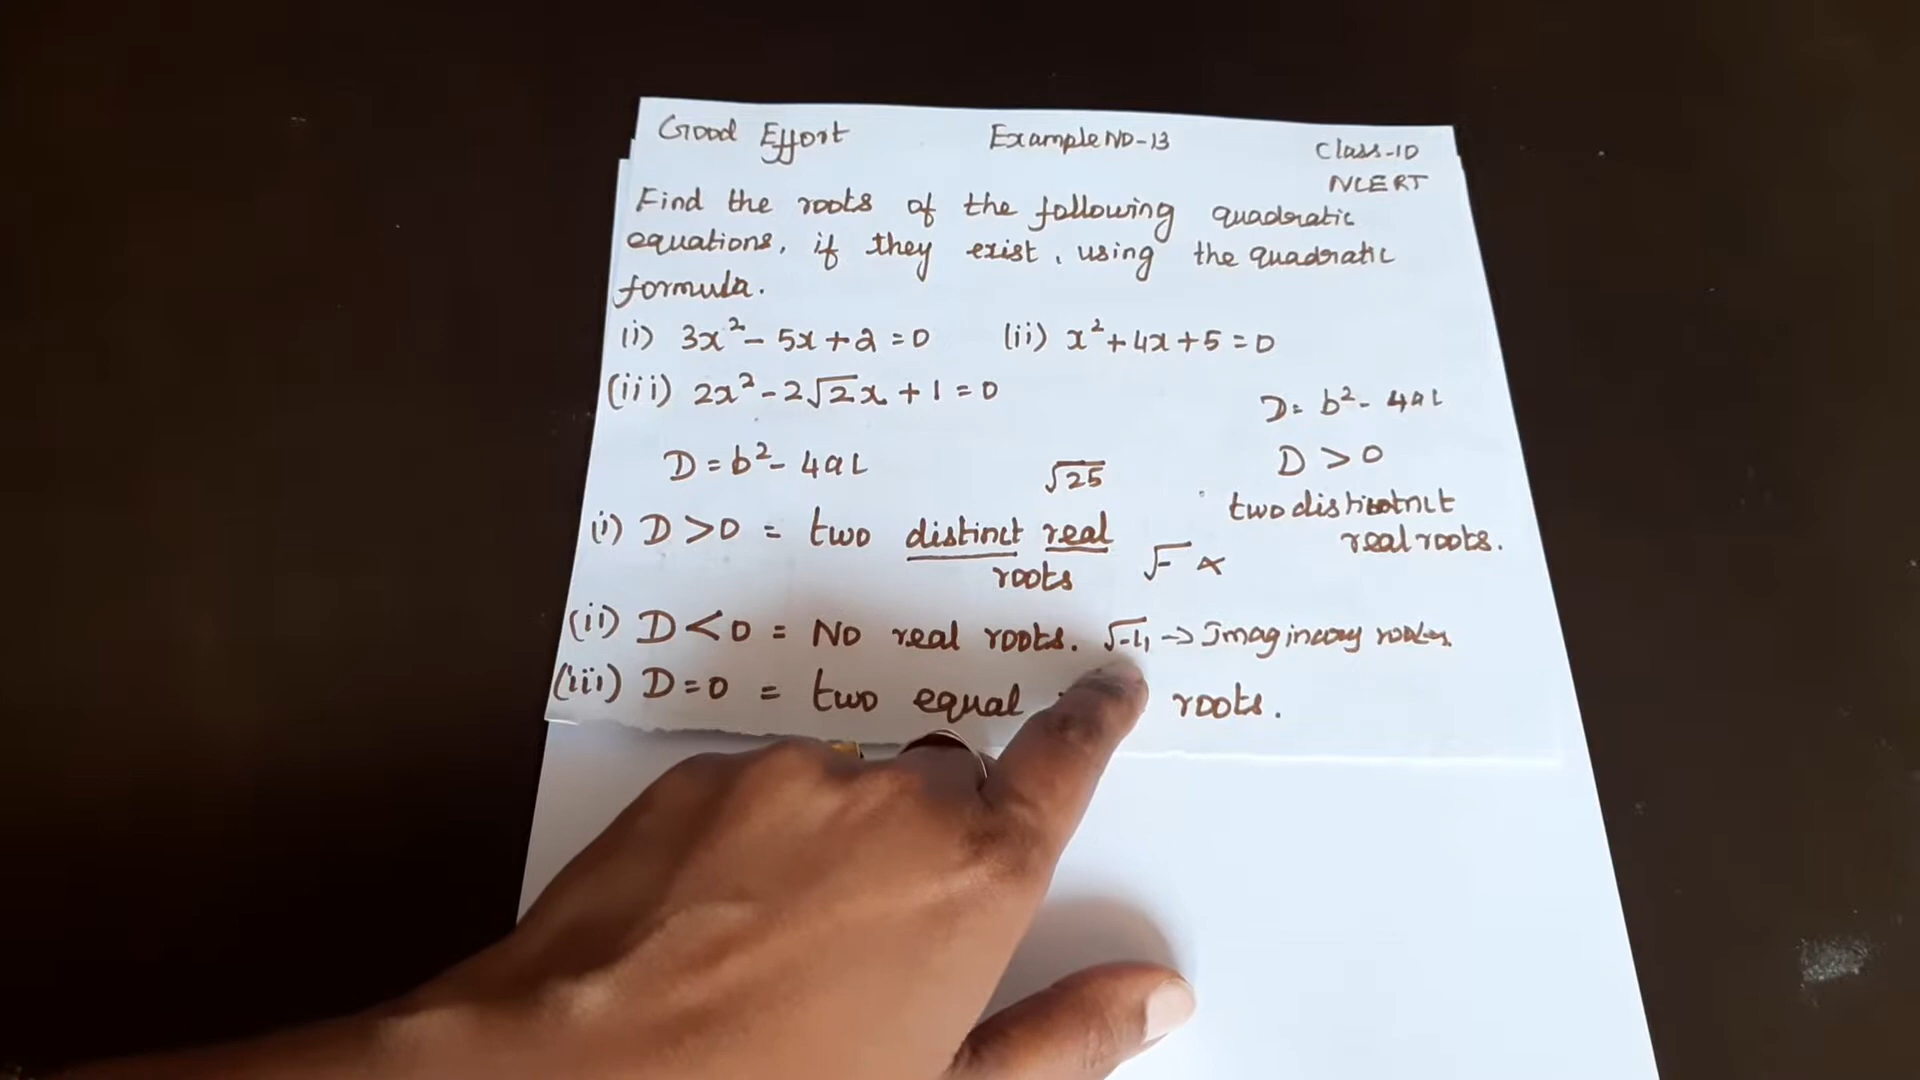 Good Effort Example No-13 Class-10
NCERT
Find the roots of the following quadratic
equations, if they exist, using the quadratic
formula.
(i) 3x² - 5x + 2 = 0 (ii) x² + 4x + 5 = 0
(iii) 2x² - 2√2x + 1 = 0
D = b² - 4ac
D > 0
two distinct
real roots.
D = b² - 4ac
√25
(i) D > 0 = two distinct real
roots
√- ×
(ii) D < 0 = No real roots. √-4 → Imaginary roots
(iii) D = 0 = two equal roots.